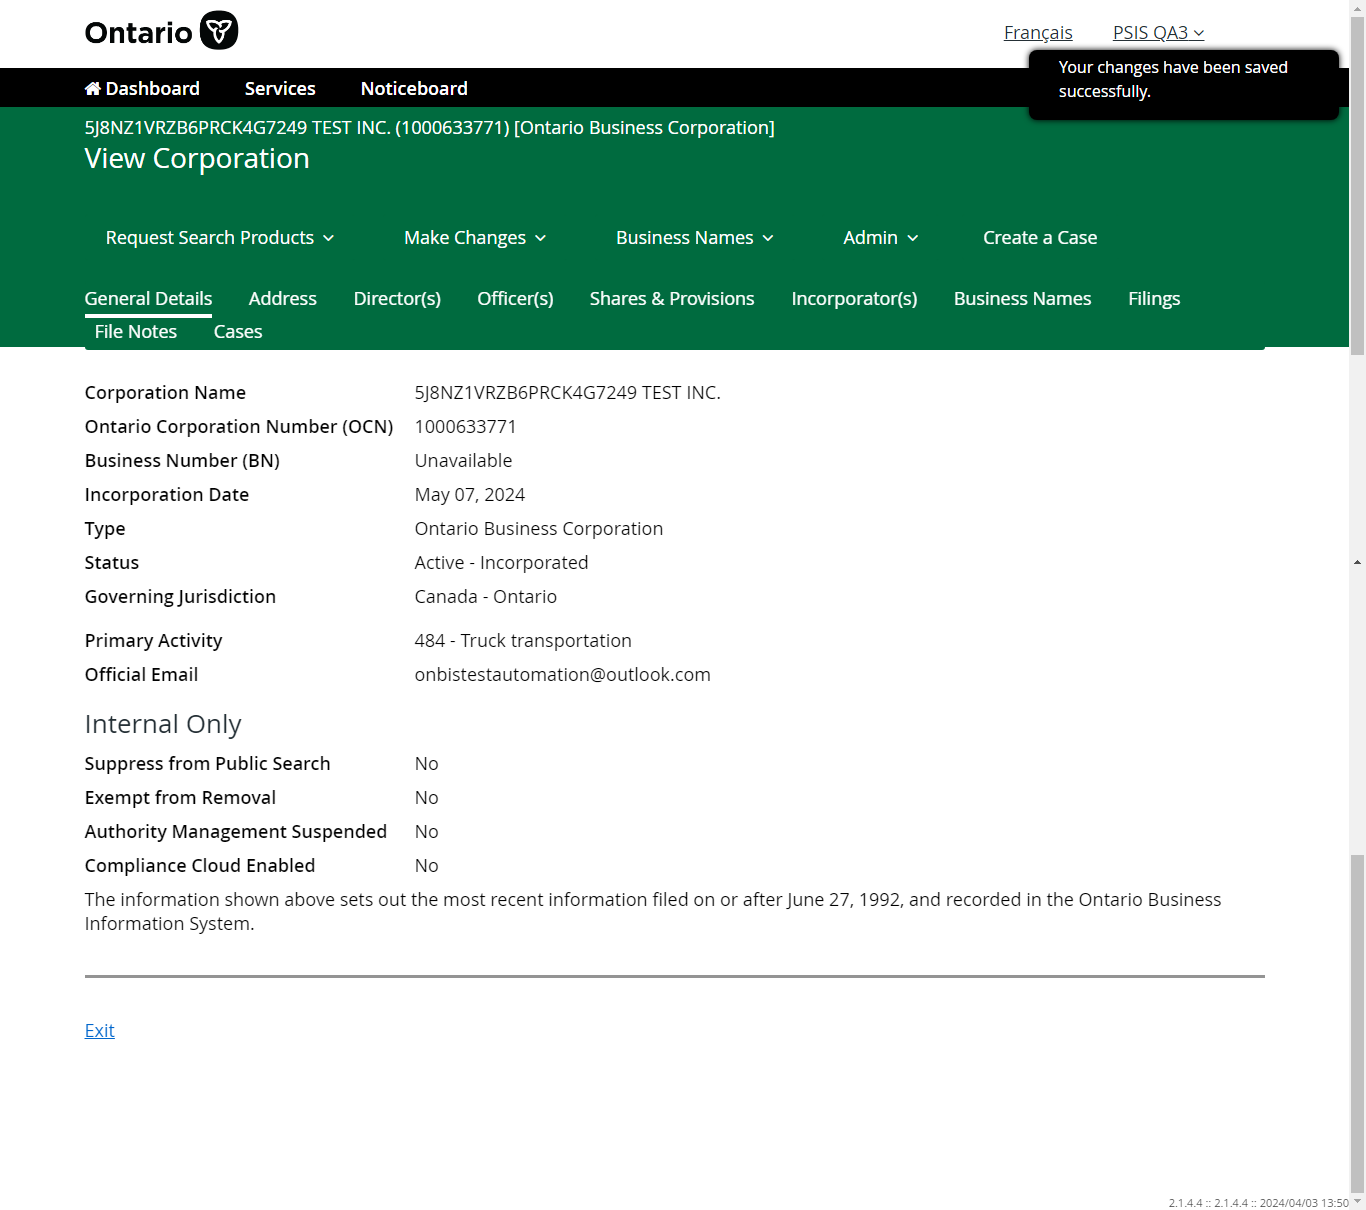 Ontario
Français PSIS QA3
Your changes have been saved
successfully.
Dashboard Services Noticeboard
5J8NZ1VRZB6PRCK4G7249 TEST INC. (1000633771) [Ontario Business Corporation]
View Corporation
Request Search Products Make Changes Business Names Admin Create a Case
General Details Address Director(s) Officer(s) Shares & Provisions Incorporator(s) Business Names Filings
File Notes Cases
Corporation Name 5J8NZ1VRZB6PRCK4G7249 TEST INC.
Ontario Corporation Number (OCN) 1000633771
Business Number (BN) Unavailable
Incorporation Date May 07, 2024
Type Ontario Business Corporation
Status Active - Incorporated
Governing Jurisdiction Canada - Ontario
Primary Activity 484 - Truck transportation
Official Email onbistestautomation@outlook.com
Internal Only
Suppress from Public Search No
Exempt from Removal No
Authority Management Suspended No
Compliance Cloud Enabled No
The information shown above sets out the most recent information filed on or after June 27, 1992, and recorded in the Ontario Business
Information System.
Exit
2.1.4.4 :: 2.1.4.4 :: 2024/04/03 13:50